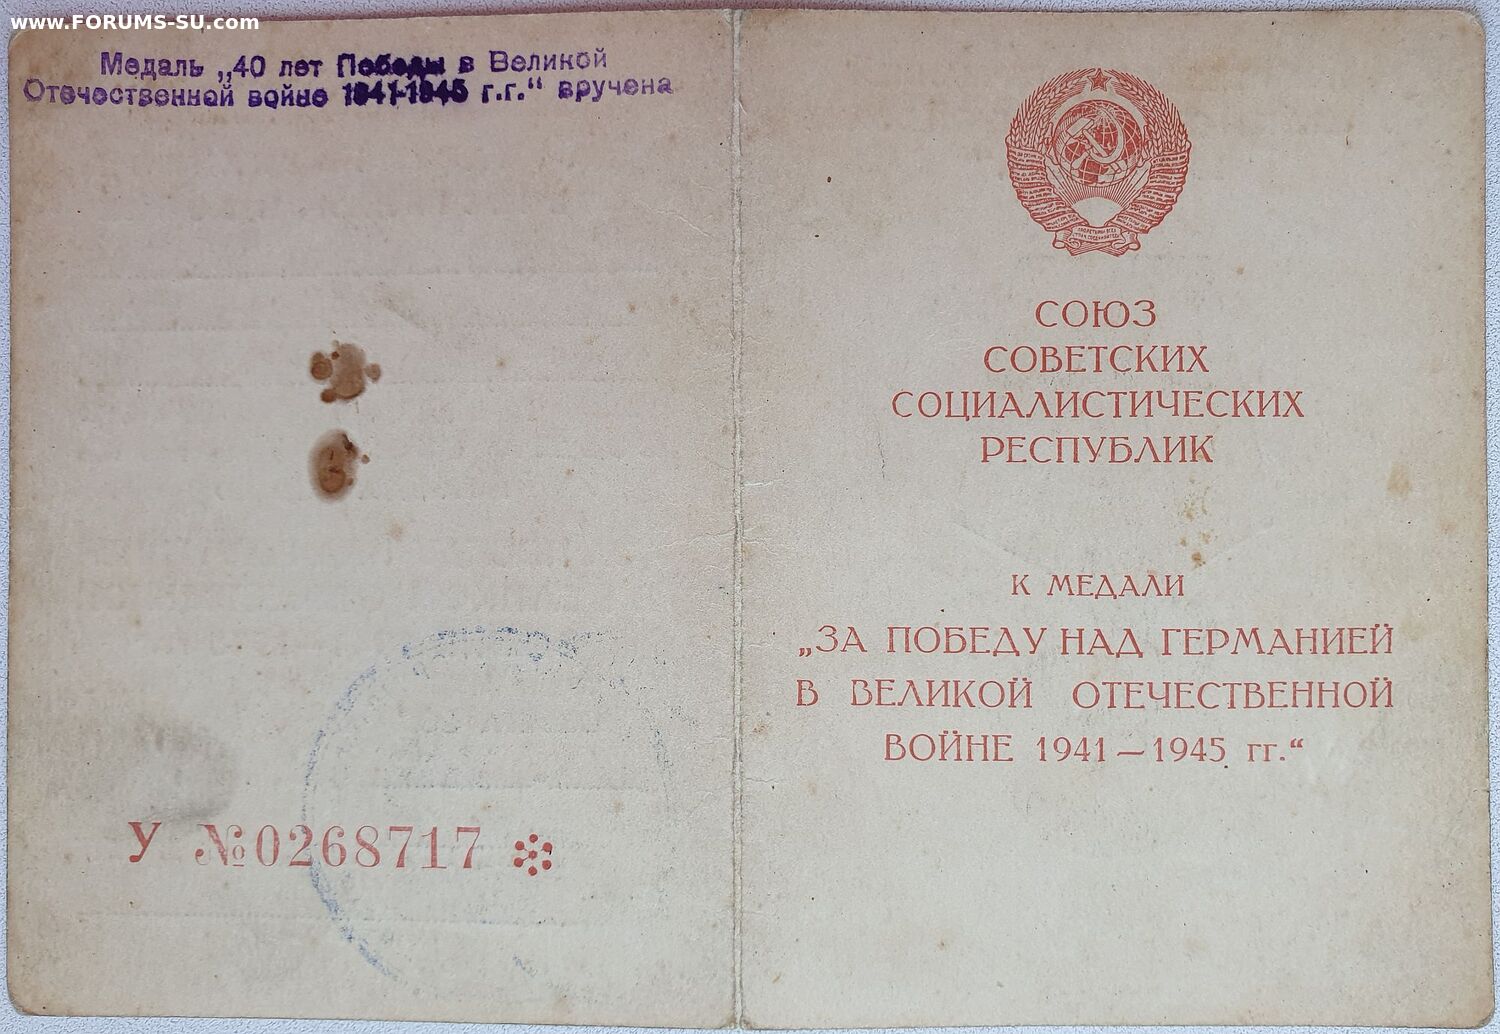 www.FORUMS-SU.com
Медаль „40 лет Победы в Великой
Отечественной войне 1941-1945 г.г.“ вручена
У №0268717
СОЮЗ
СОВЕТСКИХ
СОЦИАЛИСТИЧЕСКИХ
РЕСПУБЛИК
К МЕДАЛИ
„ЗА ПОБЕДУ НАД ГЕРМАНИЕЙ
В ВЕЛИКОЙ ОТЕЧЕСТВЕННОЙ
ВОЙНЕ 1941—1945 гг.“